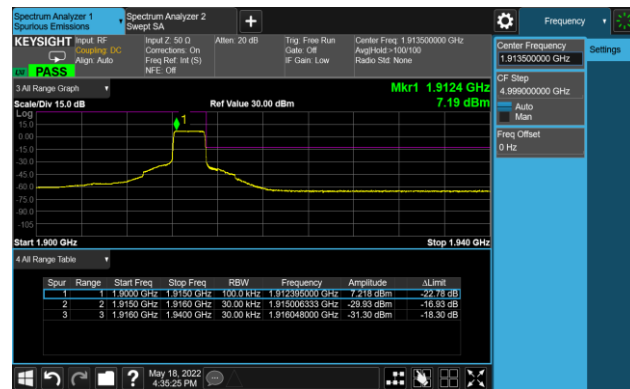 Spectrum Analyzer 1
Spurious Emissions
Spectrum Analyzer 2
Swept SA
Frequency
KEYSIGHT
Input: RF
Coupling: DC
Align: Auto
Input Z: 50 Ω
Corrections: On
Freq Ref: Int (S)
NFE: Off
Atten: 20 dB
Trig: Free Run
Gate: Off
IF Gain: Low
Center Freq: 1.913500000 GHz
Avg|Hold:>100/100
Radio Std: None
PASS
Center Frequency
1.913500000 GHz
Settings
CF Step
4.999000000 GHz
Auto
Man
Freq Offset
0 Hz
3 All Range Graph
Mkr1 1.9124 GHz
Scale/Div 15.0 dB
Ref Value 30.00 dBm
7.19 dBm
Log
1
15.0
0.00
-15.0
-30.0
-45.0
-60.0
-75.0
-90.0
-105
Start 1.900 GHz
Stop 1.940 GHz
4 All Range Table
Spur Range Start Freq Stop Freq RBW Frequency Amplitude ΔLimit
1 1 1.9000 GHz 1.9150 GHz 100.0 kHz 1.912395000 GHz 7.218 dBm -22.78 dB
2 2 1.9150 GHz 1.9160 GHz 30.00 kHz 1.915006333 GHz -29.93 dBm -16.93 dB
3 3 1.9160 GHz 1.9400 GHz 30.00 kHz 1.916048000 GHz -31.30 dBm -18.30 dB
May 18, 2022
4:35:25 PM